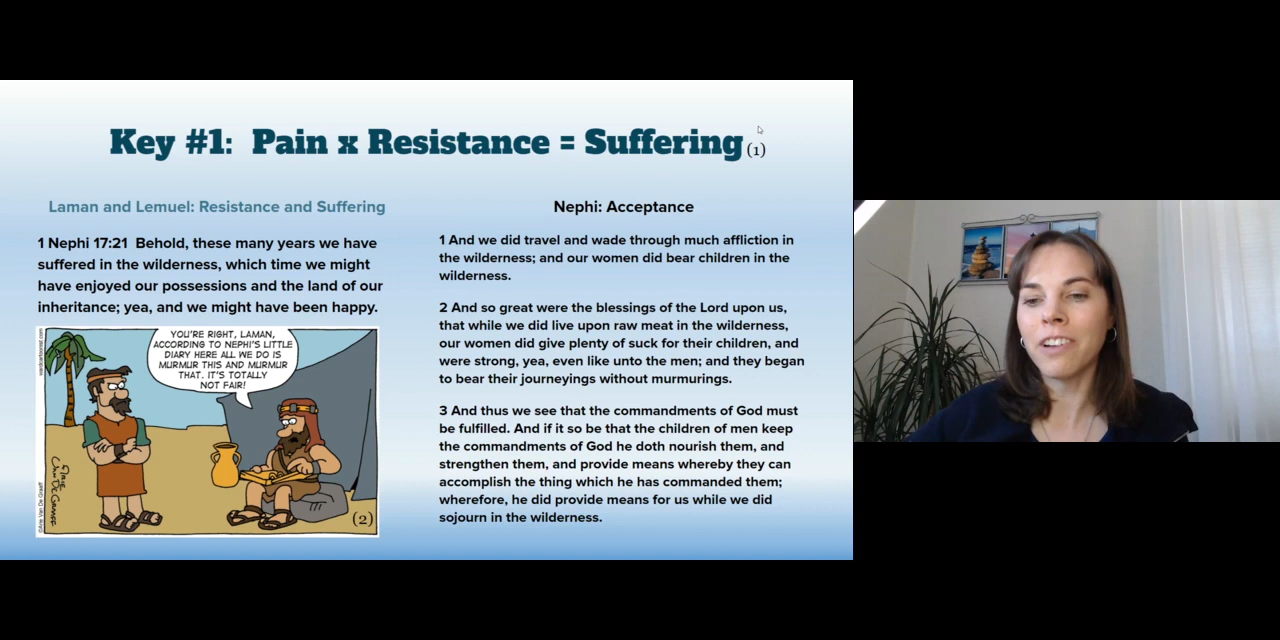 Key #1:  Pain x Resistance = Suffering (1)
Laman and Lemuel: Resistance and Suffering
1 Nephi 17:21  Behold, these many years we have
suffered in the wilderness, which time we might
have enjoyed our possessions and the land of our
inheritance; yea, and we might have been happy.
YOU'RE RIGHT, LAMAN,
ACCORDING TO NEPHI'S LITTLE
DIARY HERE ALL WE DO IS
MURMUR THIS AND MURMUR
THAT. IT'S TOTALLY
NOT FAIR!
©Arie Van De Graaff
(2)
Nephi: Acceptance
1 And we did travel and wade through much affliction in
the wilderness; and our women did bear children in the
wilderness.
2 And so great were the blessings of the Lord upon us,
that while we did live upon raw meat in the wilderness,
our women did give plenty of suck for their children, and
were strong, yea, even like unto the men; and they began
to bear their journeyings without murmurings.
3 And thus we see that the commandments of God must
be fulfilled. And if it so be that the children of men keep
the commandments of God he doth nourish them, and
strengthen them, and provide means whereby they can
accomplish the thing which he has commanded them;
wherefore, he did provide means for us while we did
sojourn in the wilderness.